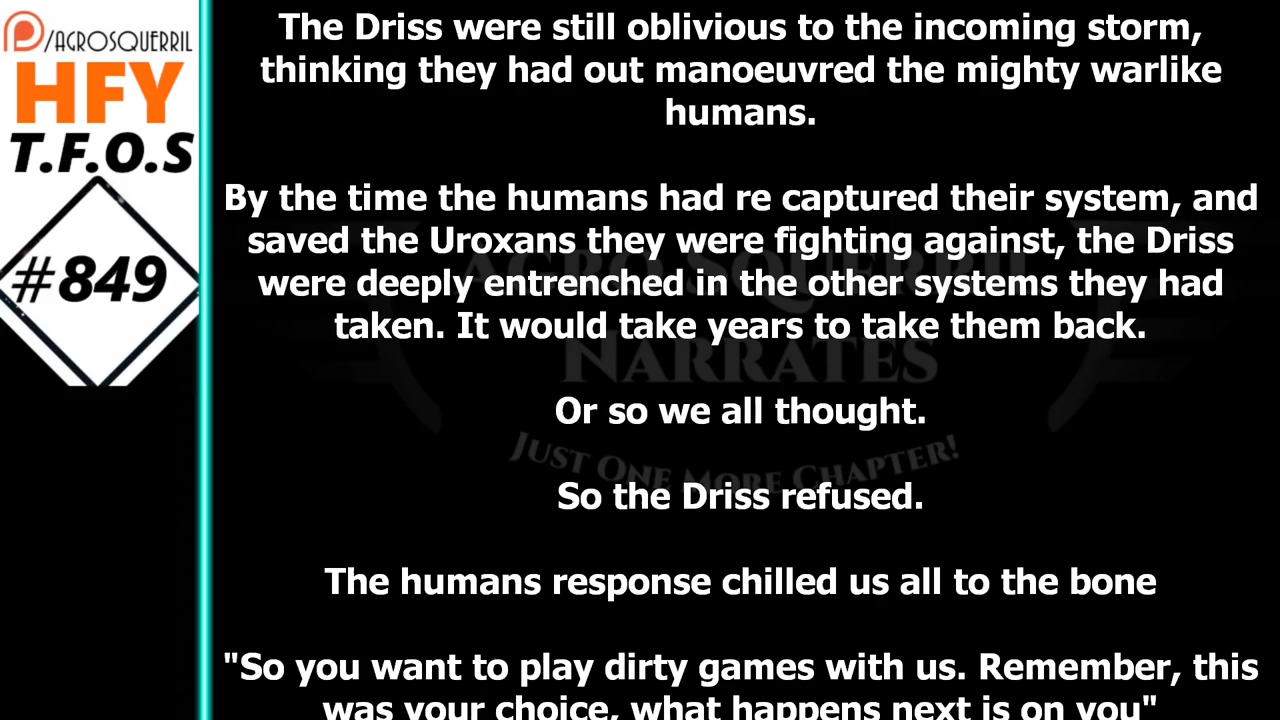 /AGROSQUERRIL
HFY
T.F.O.S
#849
The Driss were still oblivious to the incoming storm,
thinking they had out manoeuvred the mighty warlike
humans.
By the time the humans had re captured their system, and
saved the Uroxans they were fighting against, the Driss
were deeply entrenched in the other systems they had
taken. It would take years to take them back.
Or so we all thought.
So the Driss refused.
The humans response chilled us all to the bone
"So you want to play dirty games with us. Remember, this
was your choice, what happens next is on you"
AGRO SQUERRIL
NARRATES
JUST ONE MORE CHAPTER!